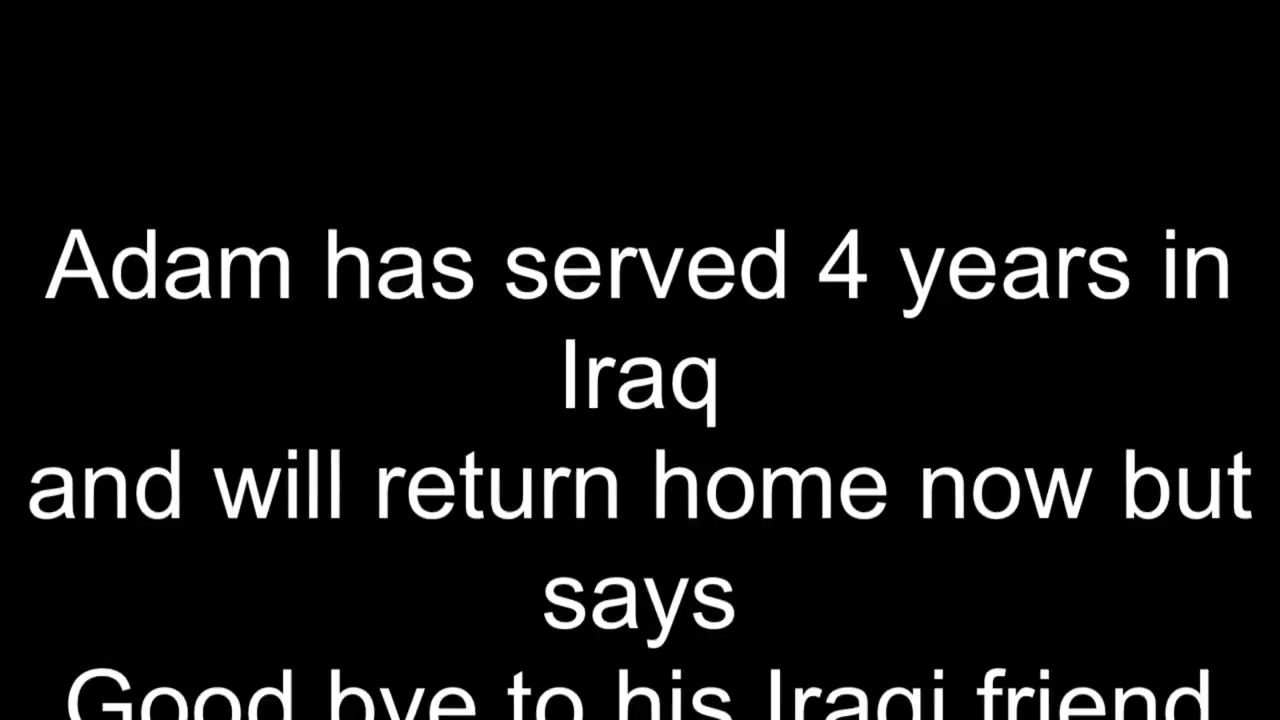 Adam has served 4 years in
Iraq
and will return home now but
says
Good bye to his Iraqi friend